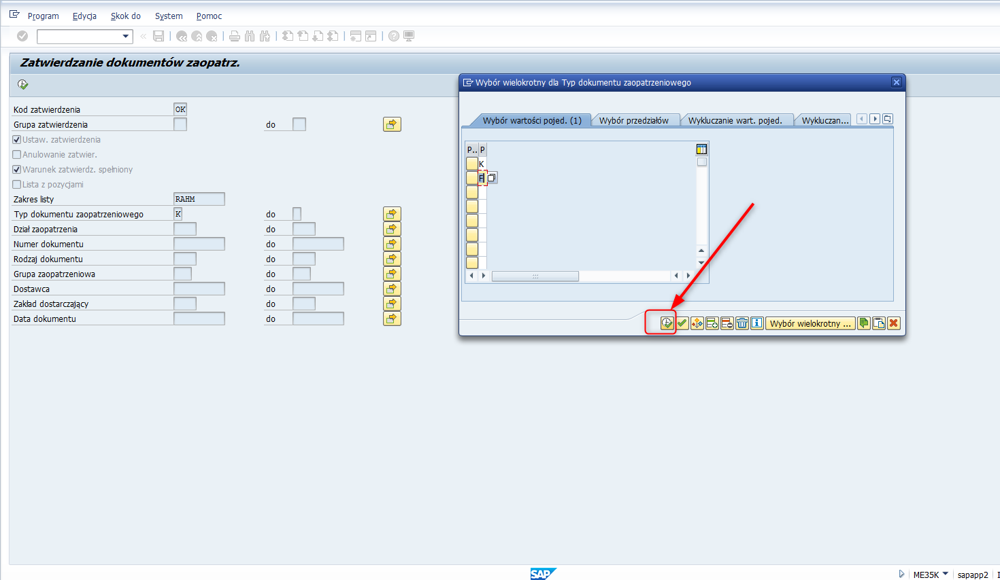 Program Edycja Skok do System Pomoc
Zatwierdzanie dokumentów zaopatrz.
Kod zatwierdzenia OK
Grupa zatwierdzenia do
Ustaw. zatwierdzenia
Anulowanie zatwier.
Warunek zatwierdz. spełniony
Lista z pozycjami
Zakres listy RAHM
Typ dokumentu zaopatrzeniowego K do
Dział zaopatrzenia do
Numer dokumentu do
Rodzaj dokumentu do
Grupa zaopatrzeniowa do
Dostawca do
Zakład dostarczający do
Data dokumentu do
Wybór wielokrotny dla Typ dokumentu zaopatrzeniowego
Wybór wartości pojed. (1) Wybór przedziałów Wykluczanie wart. pojed. Wykluczan...
P.. P
K
F
Wybór wielokrotny ...
SAP
ME35K sapapp2